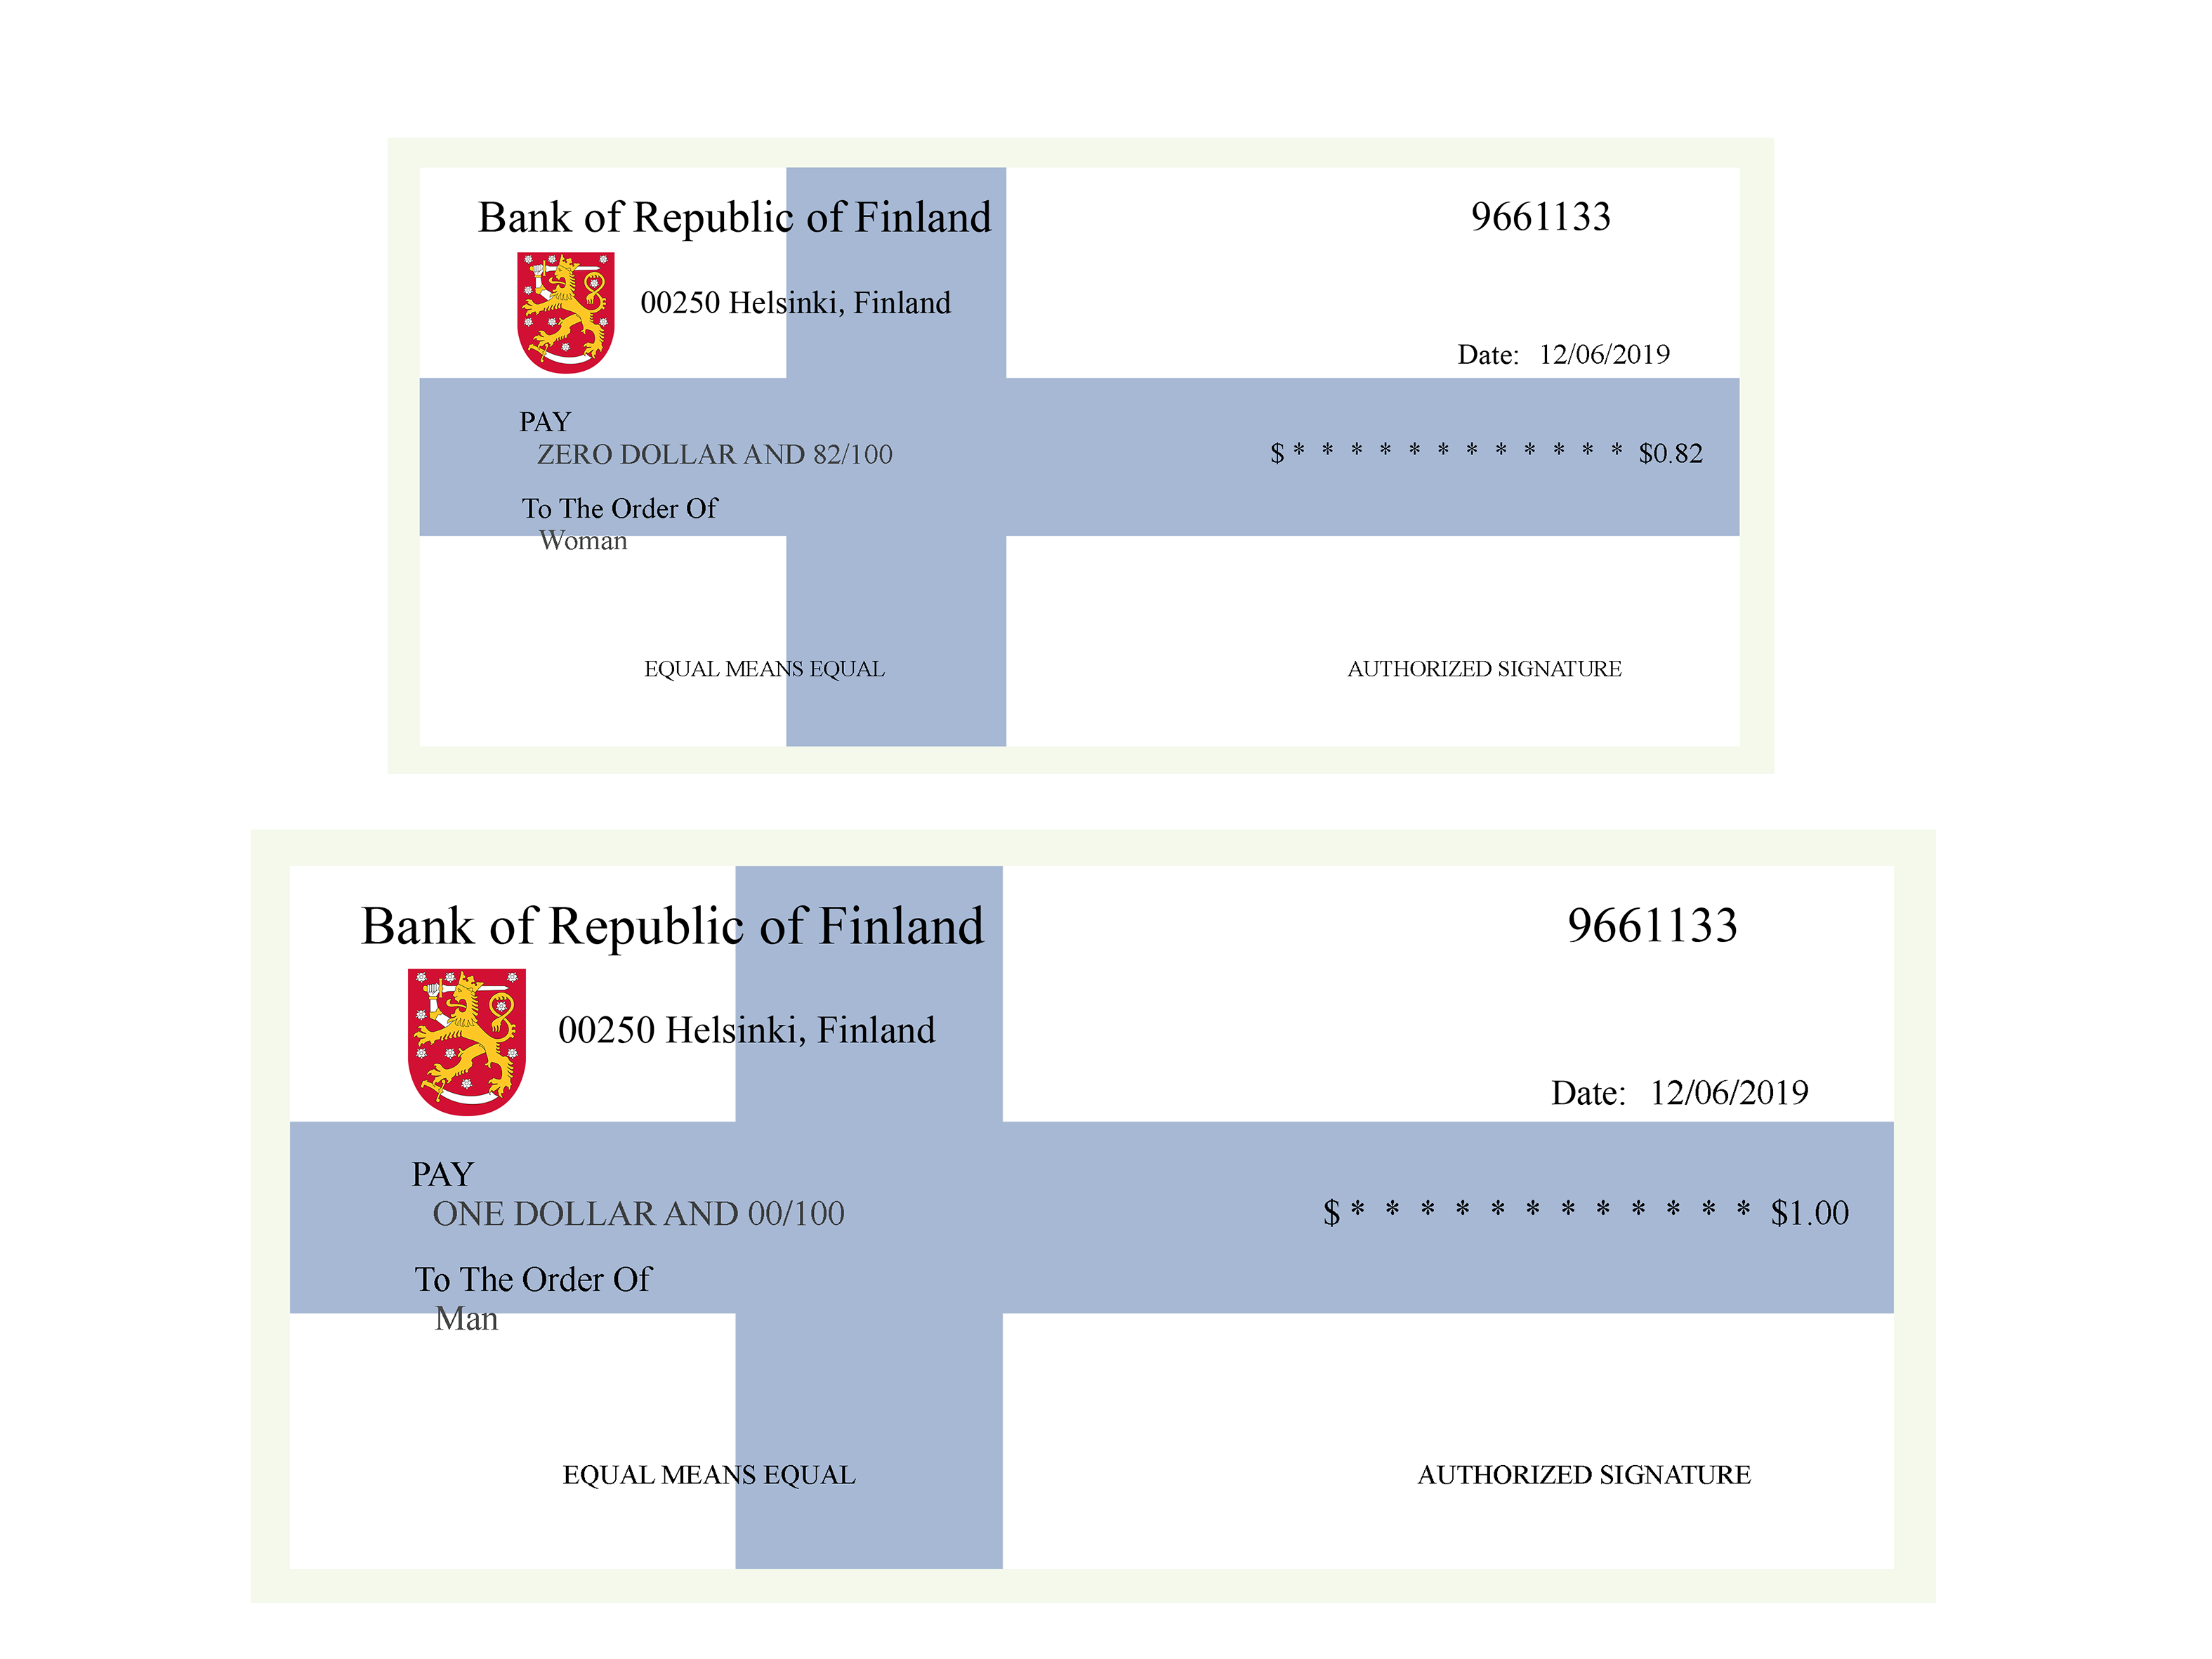 Bank of Republic of Finland 9661133
00250 Helsinki, Finland
Date: 12/06/2019
PAY
ZERO DOLLAR AND 82/100 $ * * * * * * * * * * * * $0.82
To The Order Of
Woman
EQUAL MEANS EQUAL AUTHORIZED SIGNATURE
Bank of Republic of Finland 9661133
00250 Helsinki, Finland
Date: 12/06/2019
PAY
ONE DOLLAR AND 00/100 $ * * * * * * * * * * * * $1.00
To The Order Of
Man
EQUAL MEANS EQUAL AUTHORIZED SIGNATURE